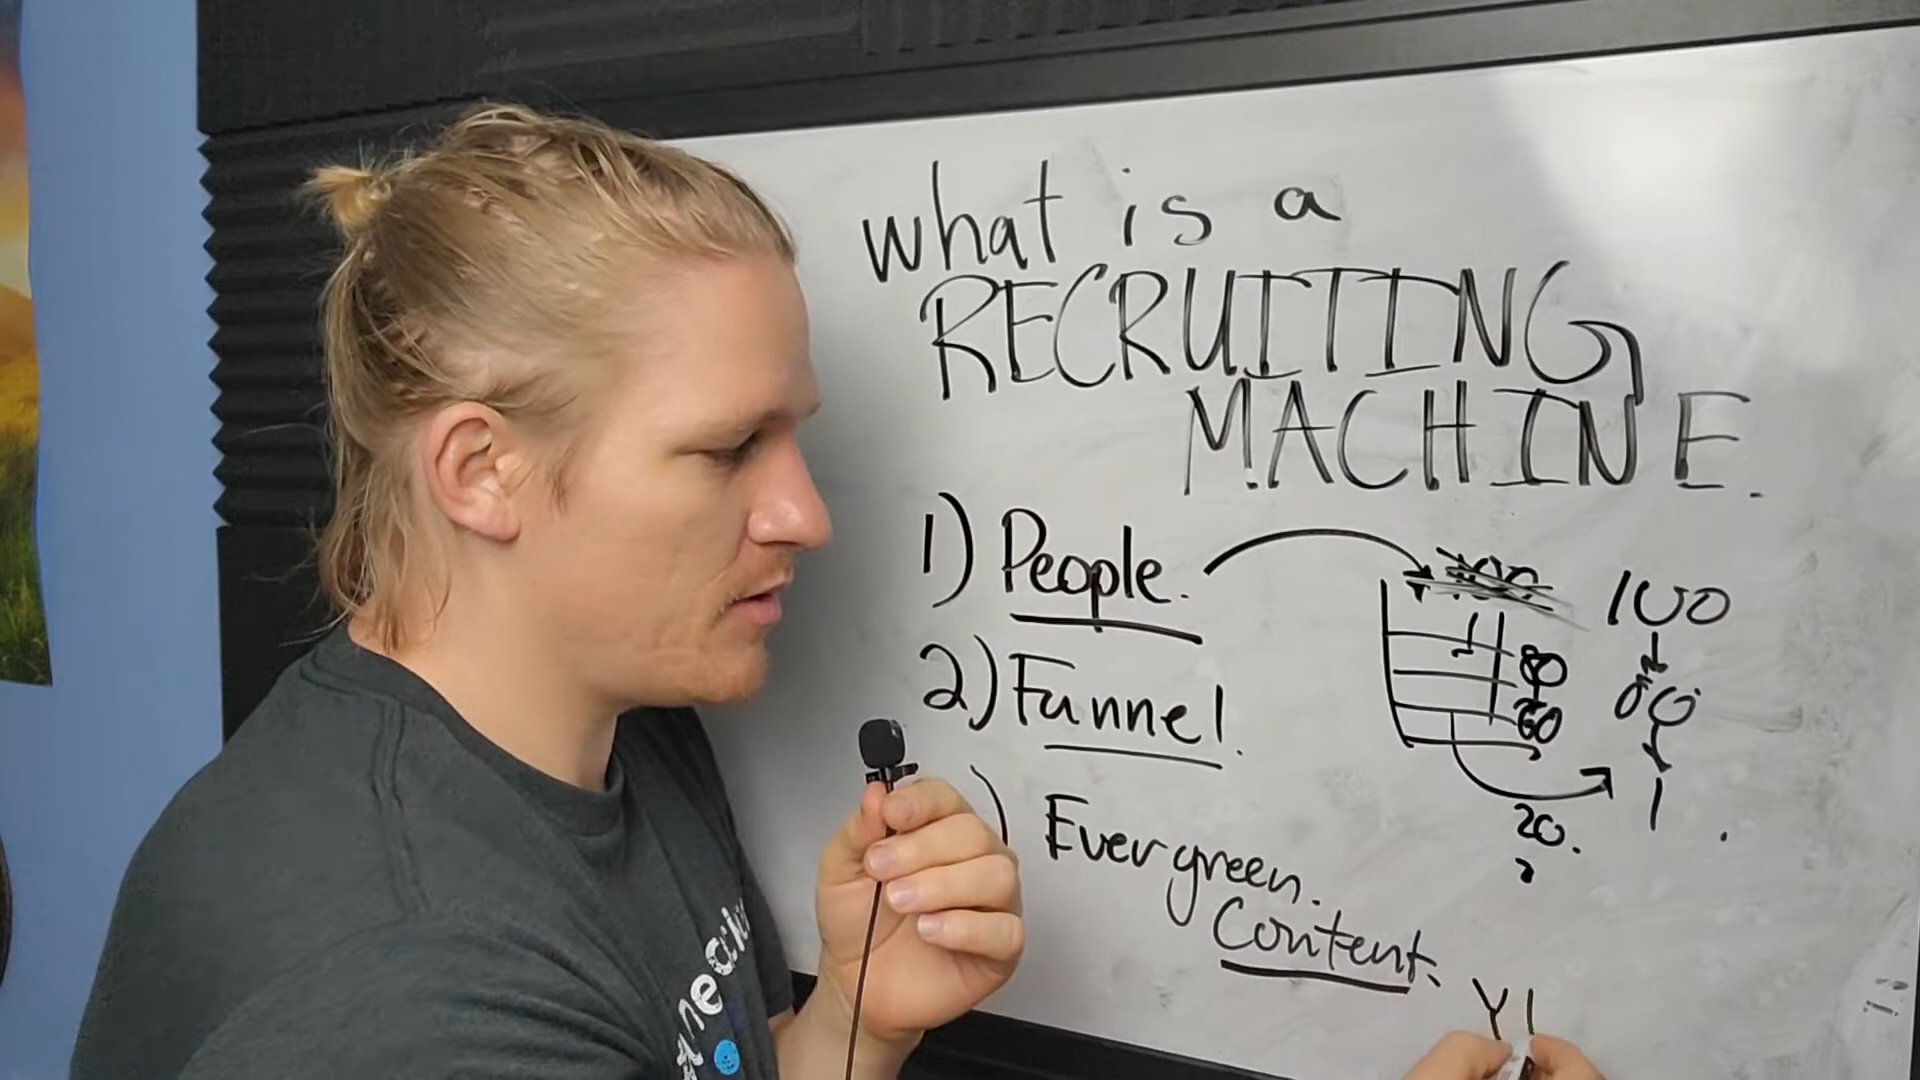 what is a
RECRUITING
MACHINE.
1) People.
100
80
60
2) Funnel.
1
20.
) Evergreen.
Content.
Y